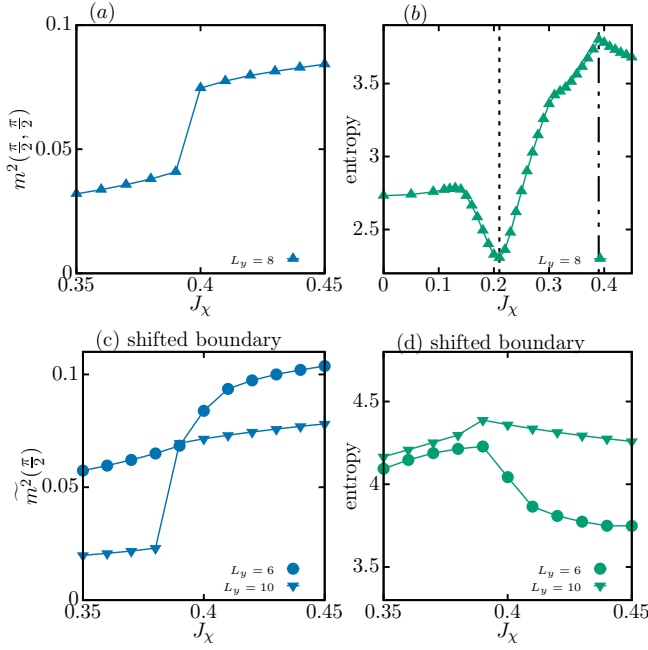 (a)
0.1
0.05
0
m²(π/2, π/2)
L_y = 8
0.35
0.4
0.45
J_χ
(b)
3.5
3
2.5
entropy
L_y = 8
0
0.1
0.2
0.3
0.4
J_χ
(c) shifted boundary
0.1
0.05
0
m̃²(π/2)
L_y = 6
L_y = 10
0.35
0.4
0.45
J_χ
(d) shifted boundary
4.5
4
3.5
entropy
L_y = 6
L_y = 10
0.35
0.4
0.45
J_χ